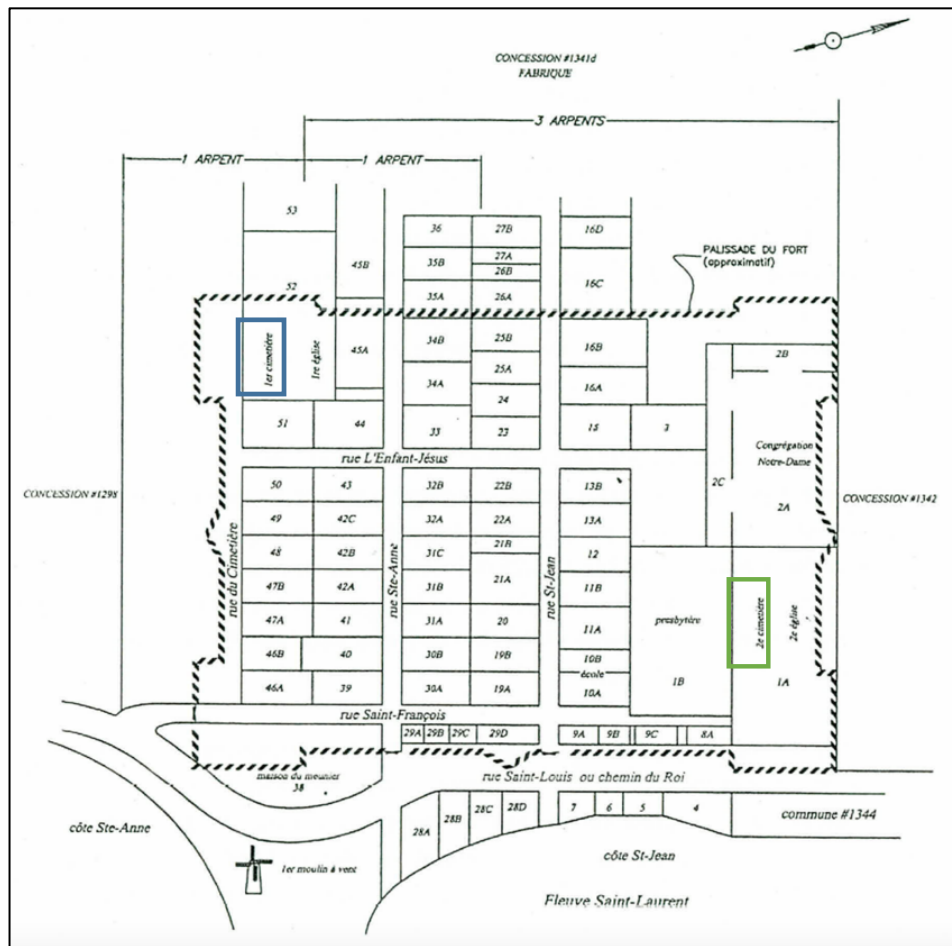 CONCESSION #1341d
FABRIQUE
3 ARPENTS
1 ARPENT
1 ARPENT
PALISSADE DU FORT
(approximatif)
53
36
27B
16D
45B
35B
27A
26B
52
16C
35A
26A
1er cimetière
1re église
45A
34B
25B
16B
2B
25A
34A
24
16A
51
44
33
23
15
3
Congrégation
Notre-Dame
rue L'Enfant-Jésus
2C
2A
CONCESSION #1298
CONCESSION #1342
50
43
32B
22B
13B
49
42C
32A
22A
13A
48
42B
31C
21B
12
47B
42A
31B
21A
11B
47A
41
31A
20
11A
46B
40
30B
19B
10B
école
46A
39
30A
19A
10A
rue du Cimetière
rue Ste-Anne
rue St-Jean
presbytère
1B
2e cimetière
2e église
1A
rue Saint-François
29A
29B
29C
29D
9A
9B
9C
8A
maison du meunier
38
rue Saint-Louis ou chemin du Roi
28A
28B
28C
28D
7
6
5
4
commune #1344
côte Ste-Anne
côte St-Jean
1er moulin à vent
Fleuve Saint-Laurent